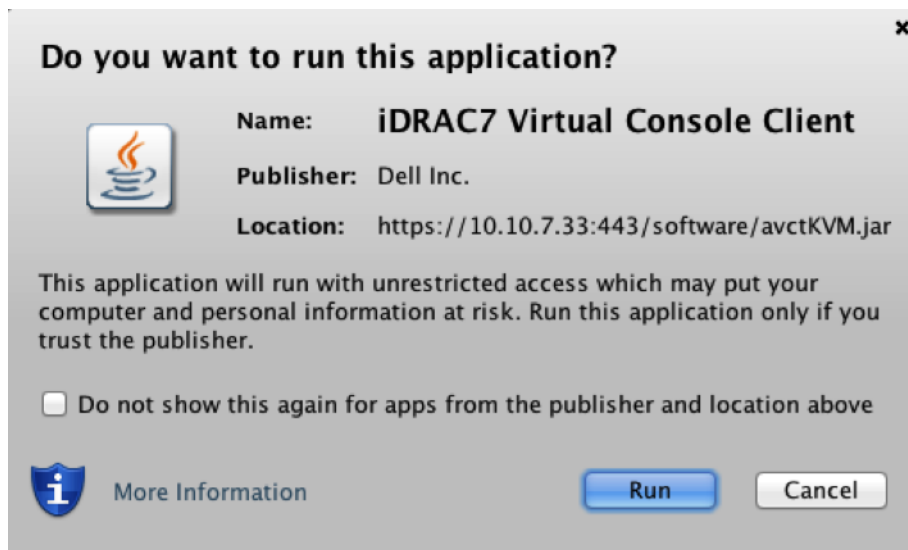 Do you want to run this application?
Name: iDRAC7 Virtual Console Client
Publisher: Dell Inc.
Location: https://10.10.7.33:443/software/avctKVM.jar
This application will run with unrestricted access which may put your
computer and personal information at risk. Run this application only if you
trust the publisher.
Do not show this again for apps from the publisher and location above
More Information
Run Cancel